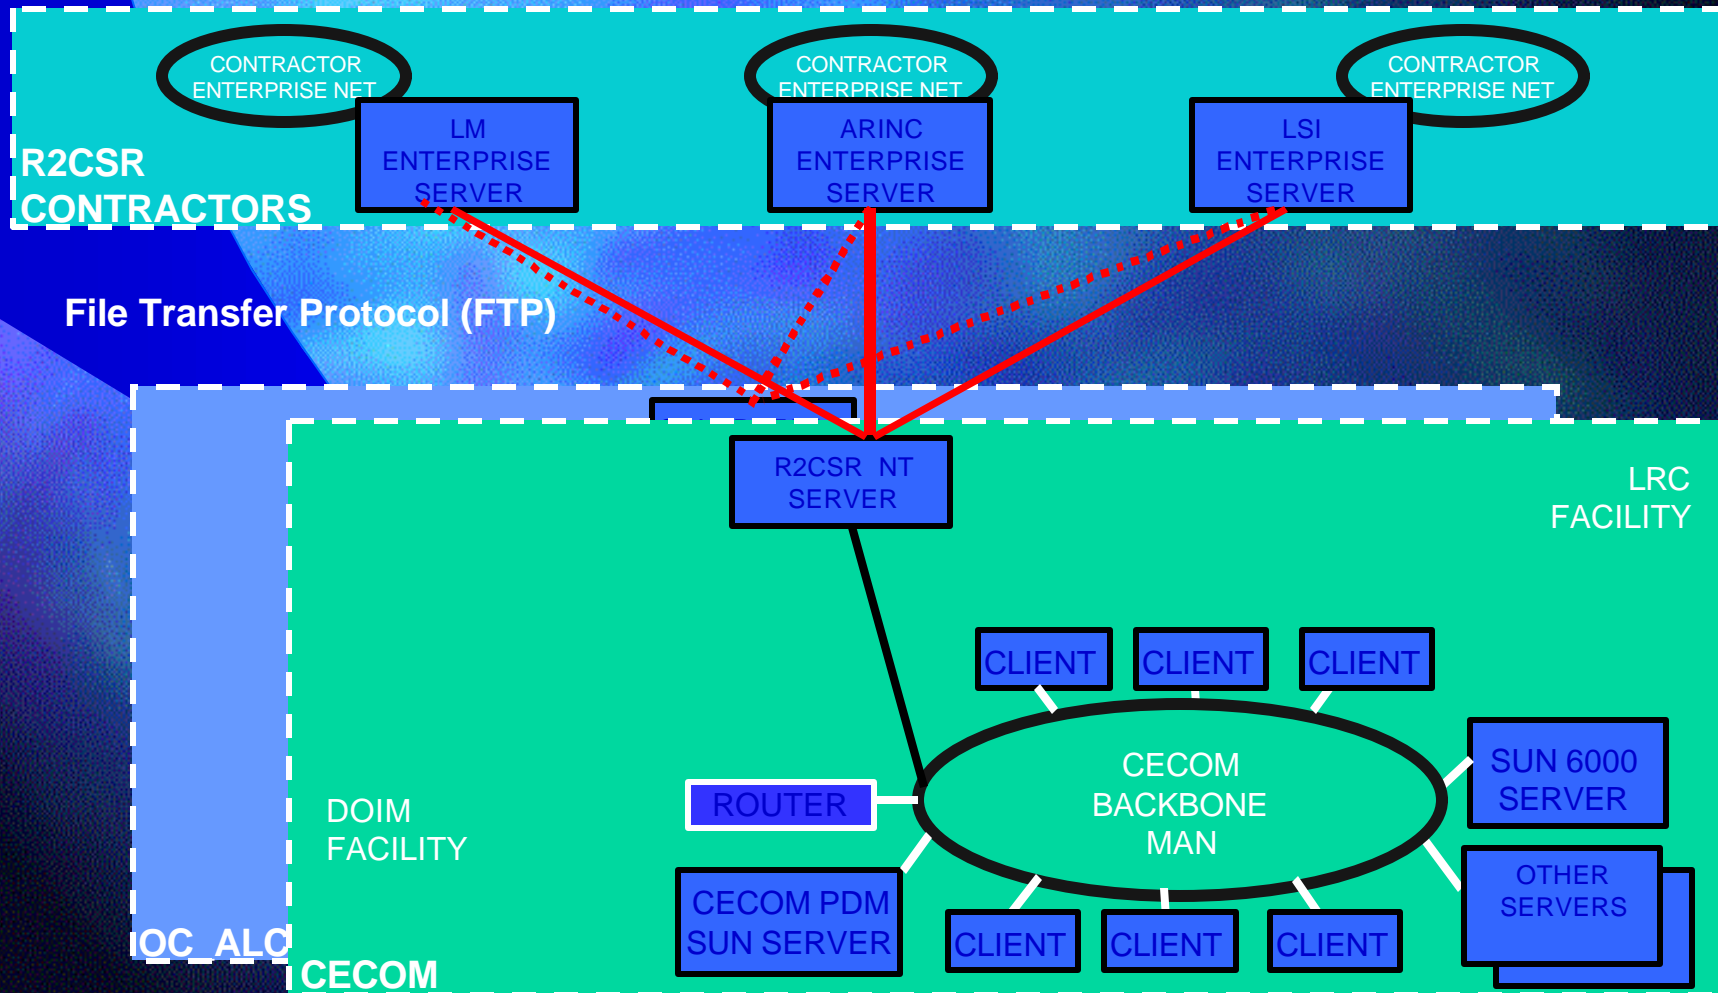 CONTRACTOR
ENTERPRISE NET
CONTRACTOR
ENTERPRISE NET
CONTRACTOR
ENTERPRISE NET
LM
ENTERPRISE
SERVER
ARINC
ENTERPRISE
SERVER
LSI
ENTERPRISE
SERVER
R2CSR
CONTRACTORS
File Transfer Protocol (FTP)
R2CSR NT
SERVER
LRC
FACILITY
CLIENT
CLIENT
CLIENT
CECOM
BACKBONE
MAN
SUN 6000
SERVER
ROUTER
DOIM
FACILITY
CECOM PDM
SUN SERVER
OTHER
SERVERS
CLIENT
CLIENT
CLIENT
OC ALC
CECOM